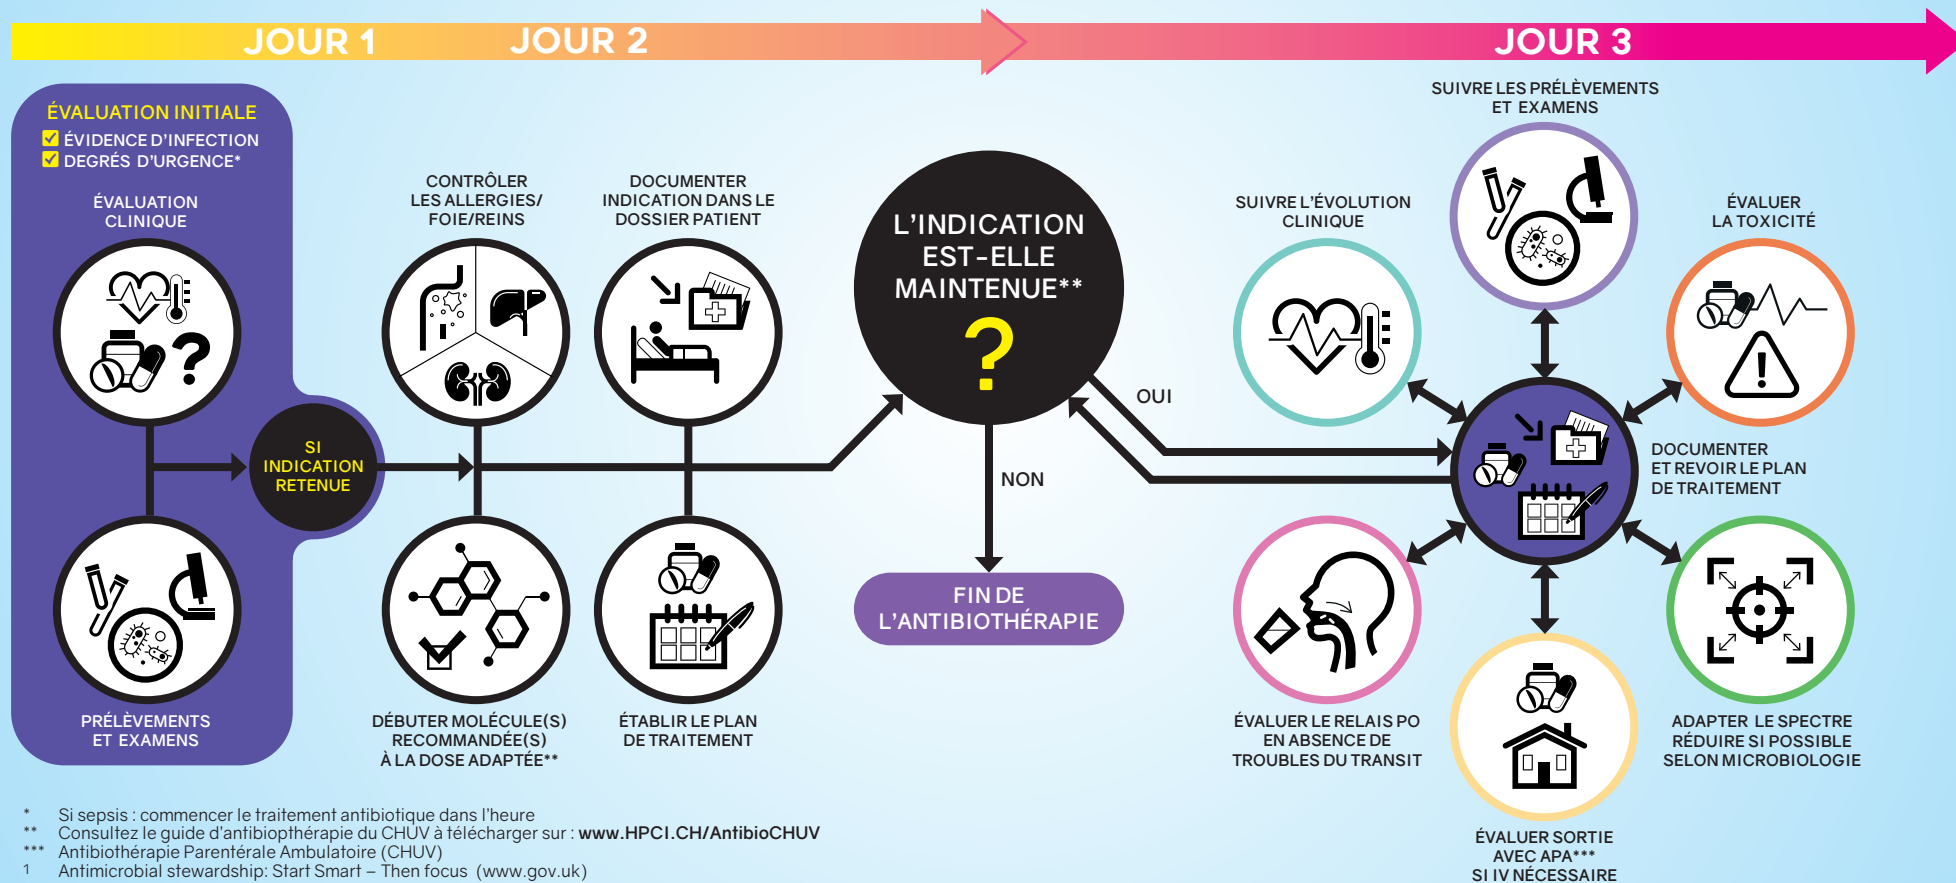 JOUR 1
JOUR 2
JOUR 3
ÉVALUATION INITIALE
ÉVIDENCE D'INFECTION
DEGRÉS D'URGENCE*
ÉVALUATION
CLINIQUE
PRÉLÈVEMENTS
ET EXAMENS
SI
INDICATION
RETENUE
CONTRÔLER
LES ALLERGIES/
FOIE/REINS
DOCUMENTER
INDICATION DANS LE
DOSSIER PATIENT
DÉBUTER MOLÉCULE(S)
RECOMMANDÉE(S)
À LA DOSE ADAPTÉE**
ÉTABLIR LE PLAN
DE TRAITEMENT
L'INDICATION
EST-ELLE
MAINTENUE**
?
OUI
NON
FIN DE
L'ANTIBIOTHÉRAPIE
SUIVRE L'ÉVOLUTION
CLINIQUE
SUIVRE LES PRÉLÈVEMENTS
ET EXAMENS
ÉVALUER
LA TOXICITÉ
DOCUMENTER
ET REVOIR LE PLAN
DE TRAITEMENT
ÉVALUER LE RELAIS PO
EN ABSENCE DE
TROUBLES DU TRANSIT
ÉVALUER SORTIE
AVEC APA***
SI IV NÉCESSAIRE
ADAPTER LE SPECTRE
RÉDUIRE SI POSSIBLE
SELON MICROBIOLOGIE
* Si sepsis : commencer le traitement antibiotique dans l'heure
** Consultez le guide d'antibiopthérapie du CHUV à télécharger sur : www.HPCI.CH/AntibioCHUV
*** Antibiothérapie Parentérale Ambulatoire (CHUV)
1 Antimicrobial stewardship: Start Smart – Then focus (www.gov.uk)